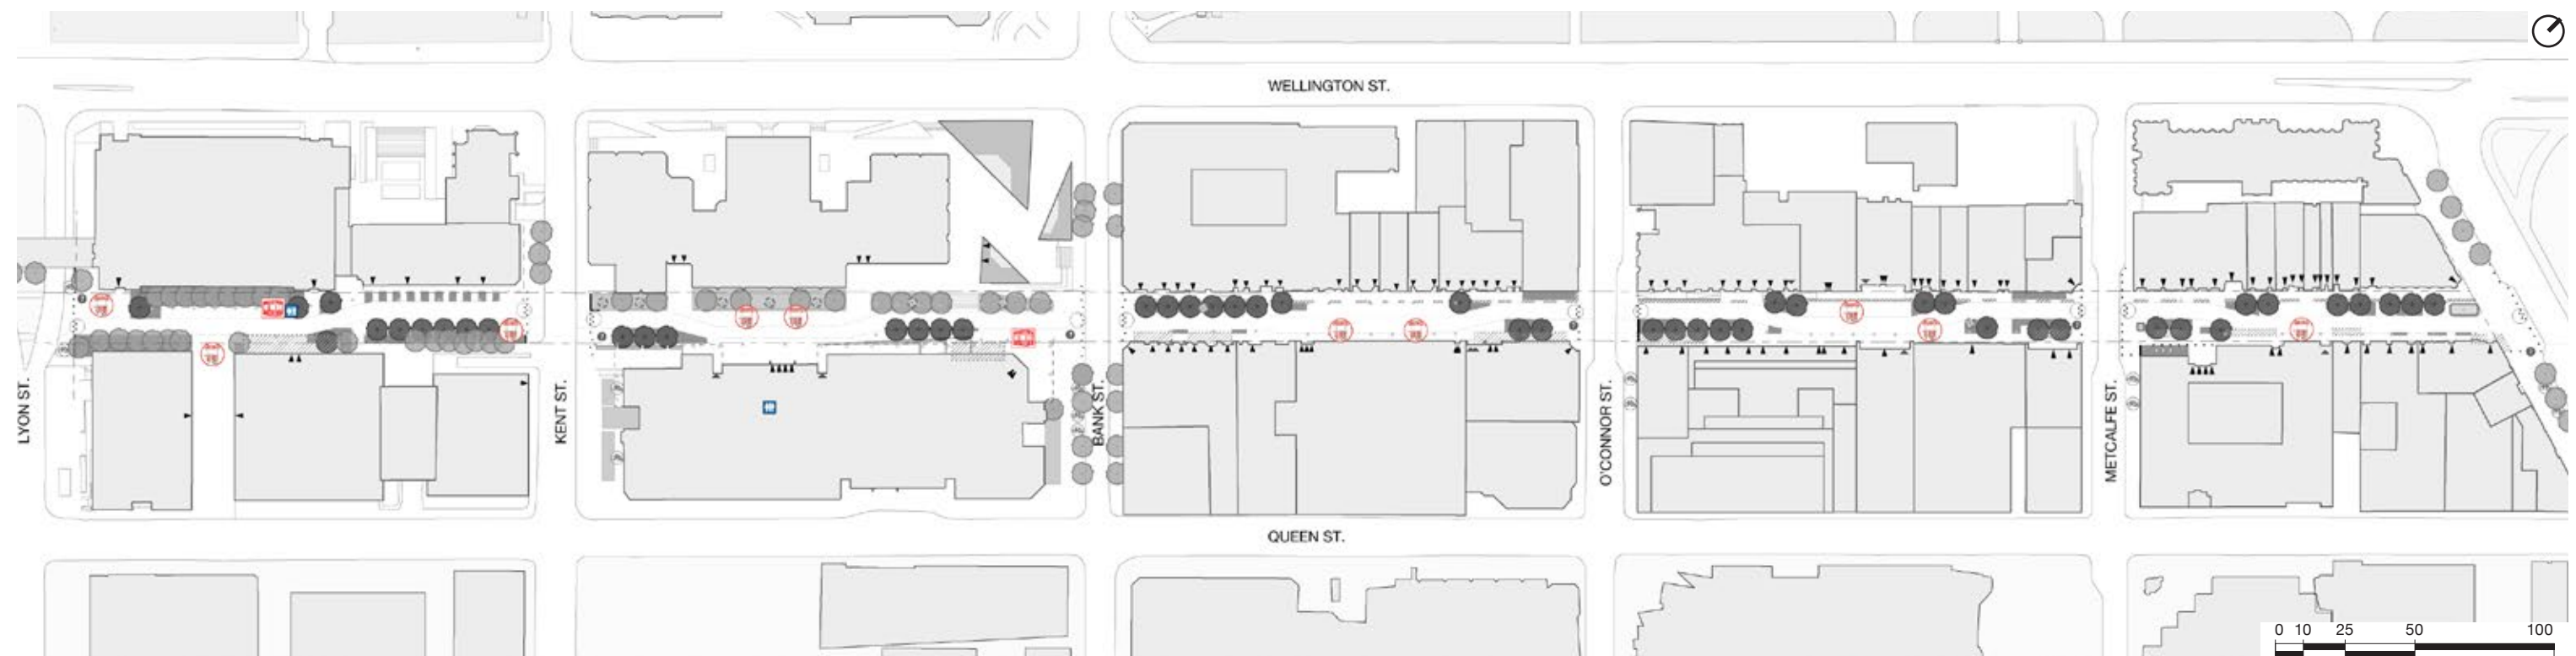 WELLINGTON ST.
LYON ST.
KENT ST.
BANK ST.
O'CONNOR ST.
METCALFE ST.
QUEEN ST.
0 10 25 50 100